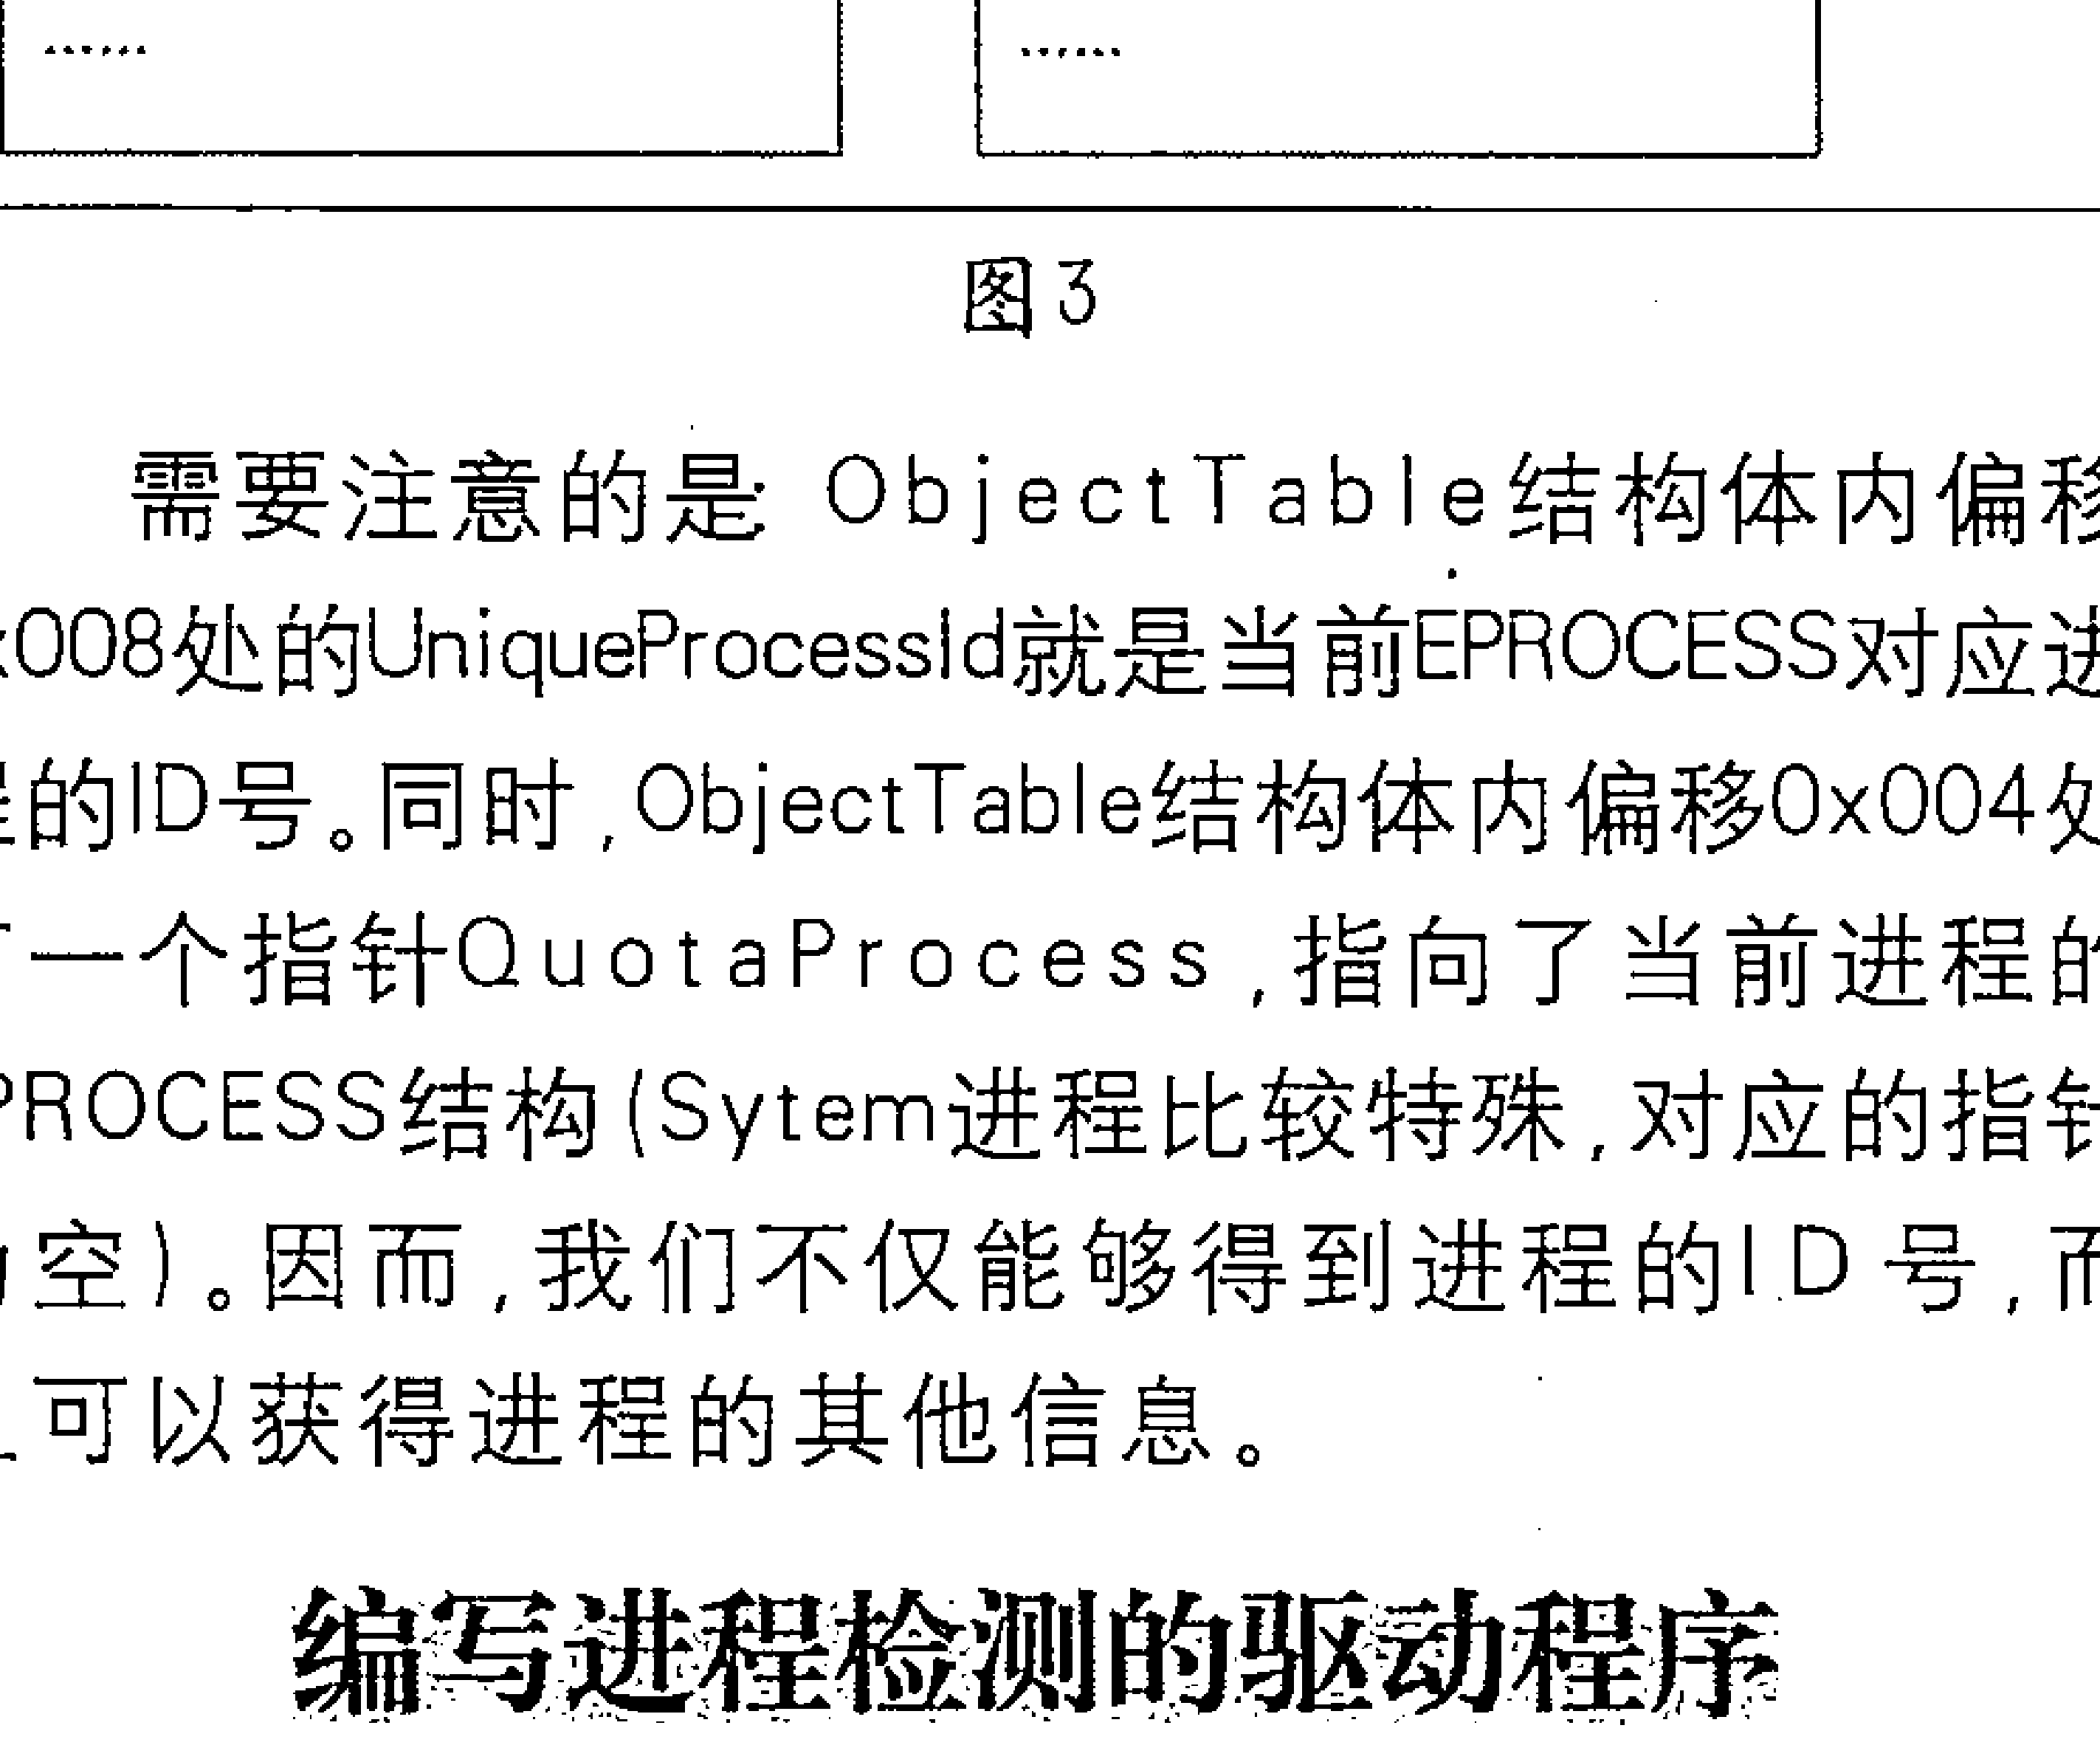 ……
……
图3
需要注意的是 ObjectTable结构体内偏移
x008处的UniqueProcessId就是当前EPROCESS对应进
程的ID号。同时,ObjectTable结构体内偏移0x004处
一个指针QuotaProcess,指向了当前进程的
PROCESS结构(Sytem进程比较特殊,对应的指针
空)。因而,我们不仅能够得到进程的ID号,而
可以获得进程的其他信息。
编写进程检测的驱动程序